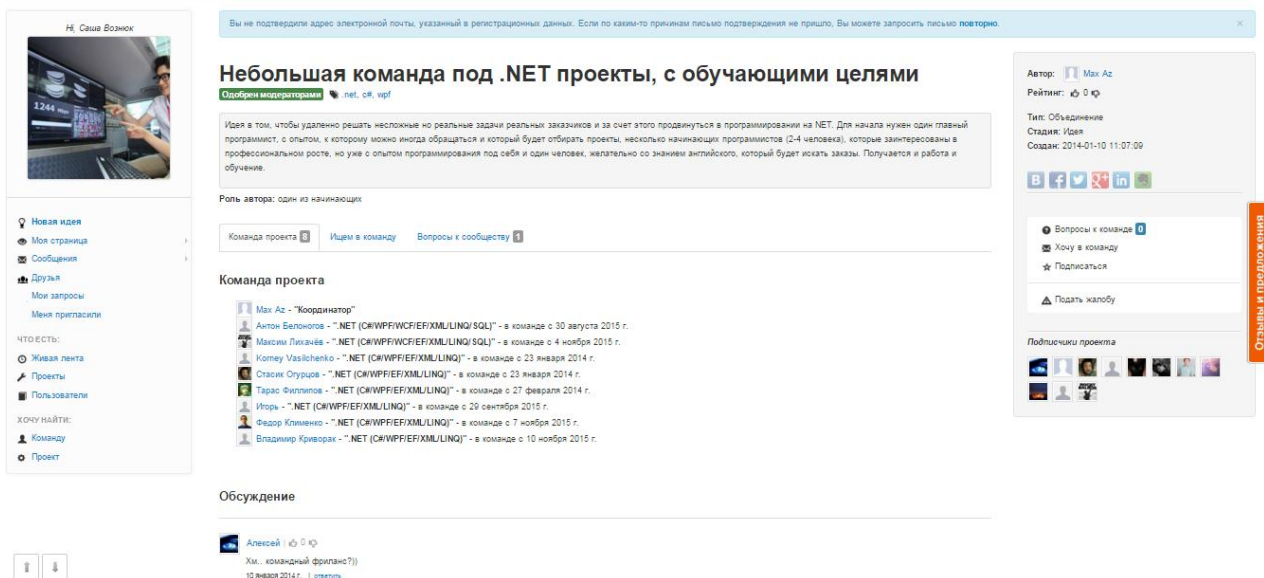 Hi, Саша Вознюк
1244
Новая идея
Моя страница
Сообщения
Друзья
Мои запросы
Меня пригласили
ЧТО ЕСТЬ:
Живая лента
Проекты
Пользователи
ХОЧУ НАЙТИ:
Команду
Проект
Вы не подтвердили адрес электронной почты, указанный в регистрационных данных. Если по каким-то причинам письмо подтверждения не пришло, Вы можете запросить письмо повторно.
×
Небольшая команда под .NET проекты, с обучающими целями
Одобрен модераторами .net, c#, wpf
Идея в том, чтобы удаленно решать несложные но реальные задачи реальных заказчиков и за счет этого продвинуться в программировании на NET. Для начала нужен один главный
программист, с опытом, к которому можно иногда обращаться и который будет отбирать проекты, несколько начинающих программистов (2-4 человека), которые заинтересованы в
профессиональном росте, но уже с опытом программирования под себя и один человек, желательно со знанием английского, который будет искать заказы. Получается и работа и
обучение.
Роль автора: один из начинающих
Команда проекта 8 Ищем в команду Вопросы к сообществу 1
Команда проекта
Max Az - "Координатор"
Антон Белоногов - ".NET (C#/WPF/WCF/EF/XML/LINQ/SQL)" - в команде с 30 августа 2015 г.
Максим Лихачёв - ".NET (C#/WPF/WCF/EF/XML/LINQ/SQL)" - в команде с 4 ноября 2015 г.
Korney Vasilchenko - ".NET (C#/WPF/EF/XML/LINQ)" - в команде с 23 января 2014 г.
Стасик Огурцов - ".NET (C#/WPF/EF/XML/LINQ)" - в команде с 23 января 2014 г.
Тарас Филиппов - ".NET (C#/WPF/EF/XML/LINQ)" - в команде с 27 февраля 2014 г.
Игорь - ".NET (C#/WPF/EF/XML/LINQ)" - в команде с 29 сентября 2015 г.
Федор Клименко - ".NET (C#/WPF/EF/XML/LINQ)" - в команде с 7 ноября 2015 г.
Владимир Криворак - ".NET (C#/WPF/EF/XML/LINQ)" - в команде с 10 ноября 2015 г.
Обсуждение
Алексей | 0
Хм.. командный фриланс?))
10 января 2014 г. | ответить
Автор: Max Az
Рейтинг: 0
Тип: Объединение
Стадия: Идея
Создан: 2014-01-10 11:07:09
B f g+ in
Вопросы к команде 0
Хочу в команду
Подписаться
Подать жалобу
Подписчики проекта
Отзывы и предложения